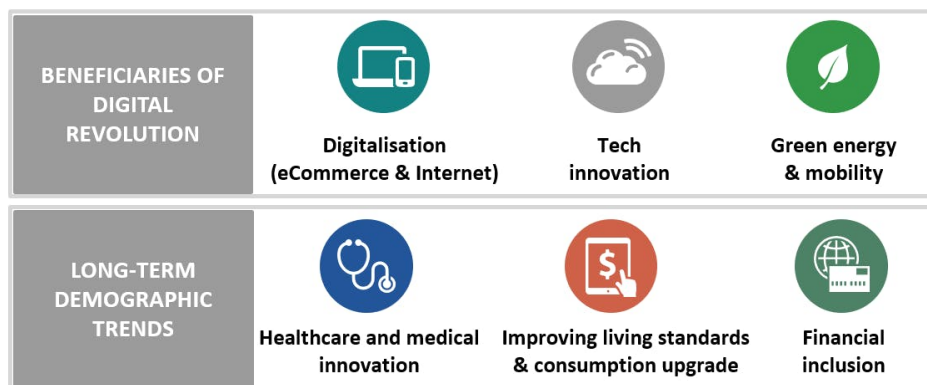 BENEFICIARIES OF
DIGITAL
REVOLUTION
Digitalisation
(eCommerce & Internet)
Tech
innovation
Green energy
& mobility
LONG-TERM
DEMOGRAPHIC
TRENDS
$
Healthcare and medical
innovation
Improving living standards
& consumption upgrade
Financial
inclusion